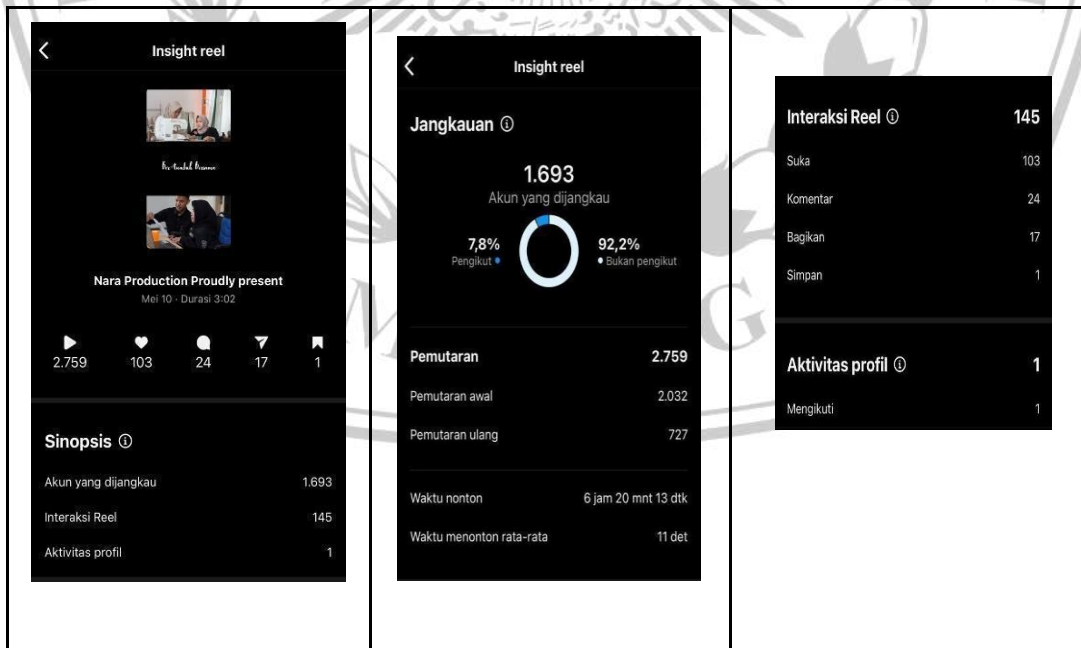 Insight reel
Nara Production Proudly present
Mei 10 · Durasi 3:02
2.759 103 24 17 1
Sinopsis
Akun yang dijangkau 1.693
Interaksi Reel 145
Aktivitas profil 1
Insight reel
Jangkauan
1.693
Akun yang dijangkau
7,8% 92,2%
Pengikut Bukan pengikut
Pemutaran 2.759
Pemutaran awal 2.032
Pemutaran ulang 727
Waktu nonton 6 jam 20 mnt 13 dtk
Waktu menonton rata-rata 11 det
Interaksi Reel 145
Suka 103
Komentar 24
Bagikan 17
Simpan 1
Aktivitas profil 1
Mengikuti 1